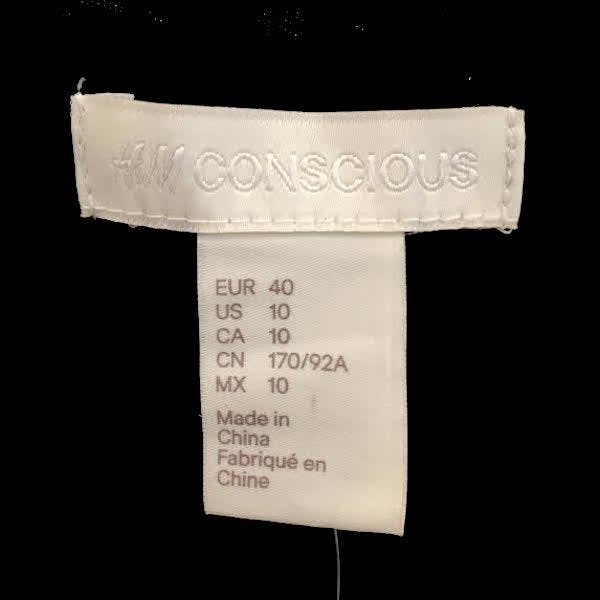 H&M CONSCIOUS
EUR 40
US 10
CA 10
CN 170/92A
MX 10
Made in
China
Fabriqué en
Chine